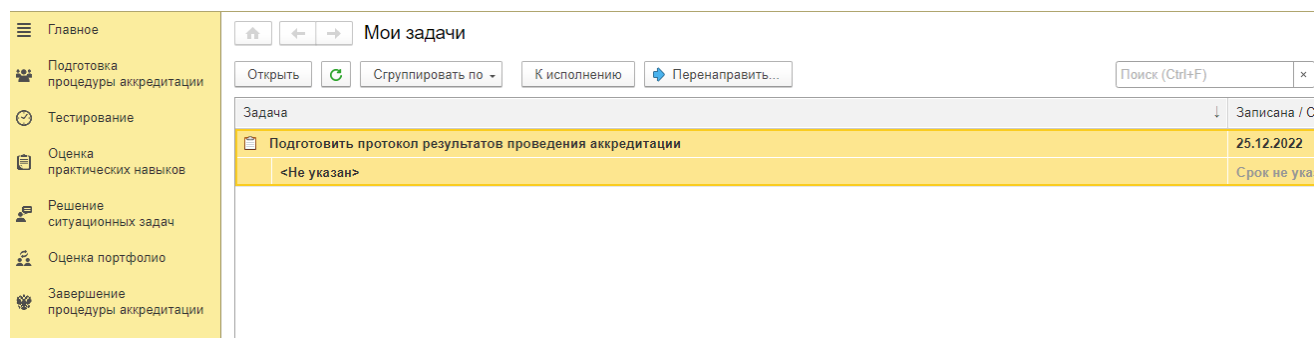 Главное
Подготовка
процедуры аккредитации
Тестирование
Оценка
практических навыков
Решение
ситуационных задач
Оценка портфолио
Завершение
процедуры аккредитации
Мои задачи
Открыть
Сгруппировать по
К исполнению
Перенаправить...
Поиск (Ctrl+F)
×
Задача ↓ Записана / С
Подготовить протокол результатов проведения аккредитации 25.12.2022
<Не указан> Срок не ука